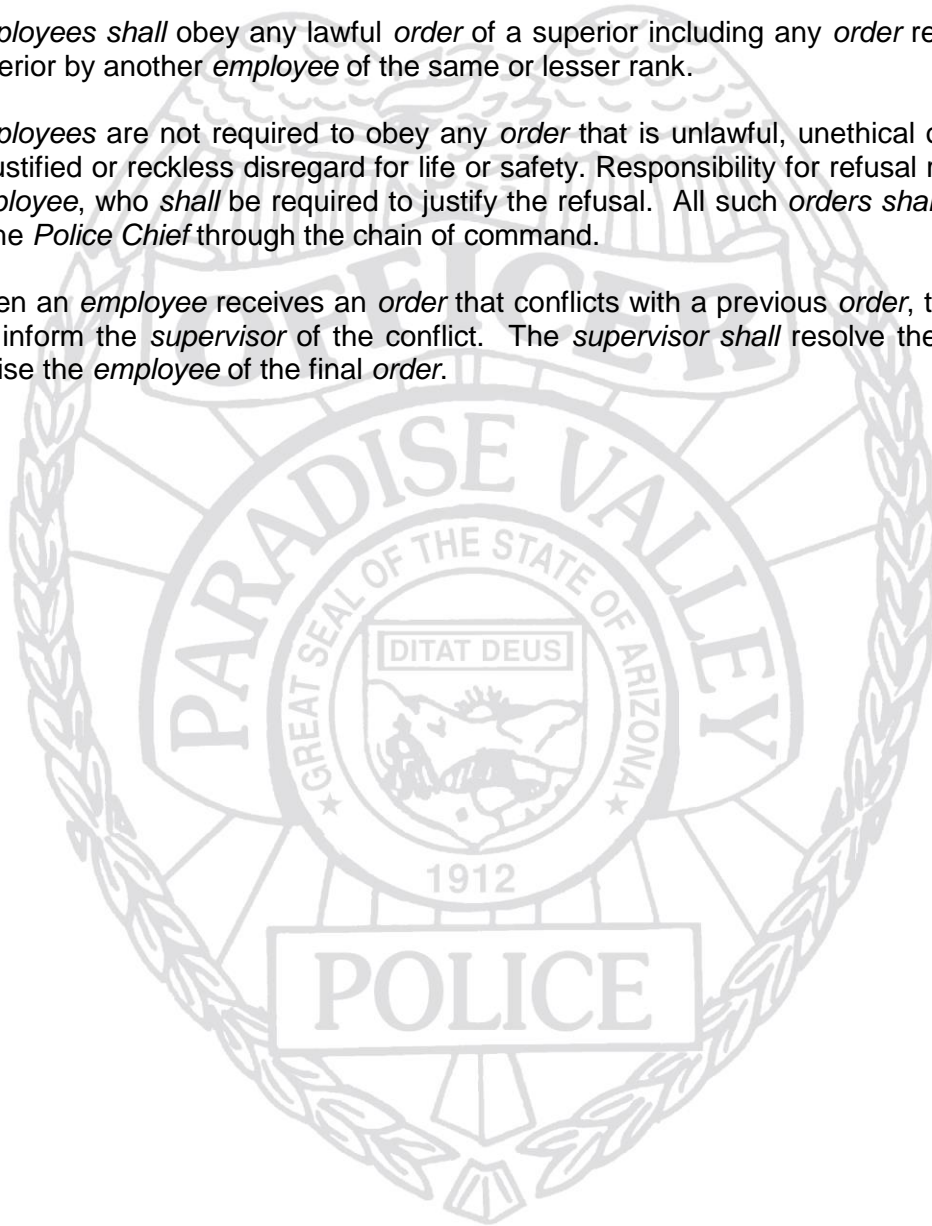 ployees shall obey any lawful order of a superior including any order re
erior by another employee of the same or lesser rank.
ployees are not required to obey any order that is unlawful, unethical
ustified or reckless disregard for life or safety. Responsibility for refusal
ployee, who shall be required to justify the refusal. All such orders shal
ne Police Chief through the chain of command.
en an employee receives an order that conflicts with a previous order, t
inform the supervisor of the conflict. The supervisor shall resolve the
ise the employee of the final order.
OFFICER
PARADISE VALLEY
GREAT SEAL OF THE STATE OF ARIZONA
DITAT DEUS
1912
POLICE